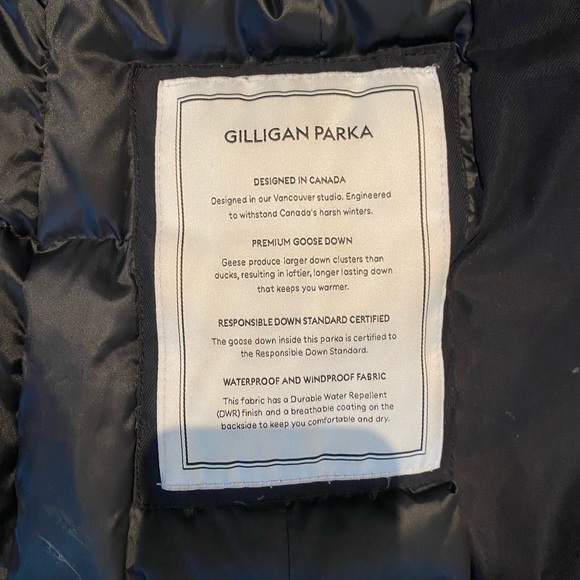 GILLIGAN PARKA
DESIGNED IN CANADA
Designed in our Vancouver studio. Engineered
to withstand Canada's harsh winters.
PREMIUM GOOSE DOWN
Geese produce larger down clusters than
ducks, resulting in loftier, longer lasting down
that keeps you warmer.
RESPONSIBLE DOWN STANDARD CERTIFIED
The goose down inside this parka is certified to
the Responsible Down Standard.
WATERPROOF AND WINDPROOF FABRIC
This fabric has a Durable Water Repellent
(DWR) finish and a breathable coating on the
backside to keep you comfortable and dry.